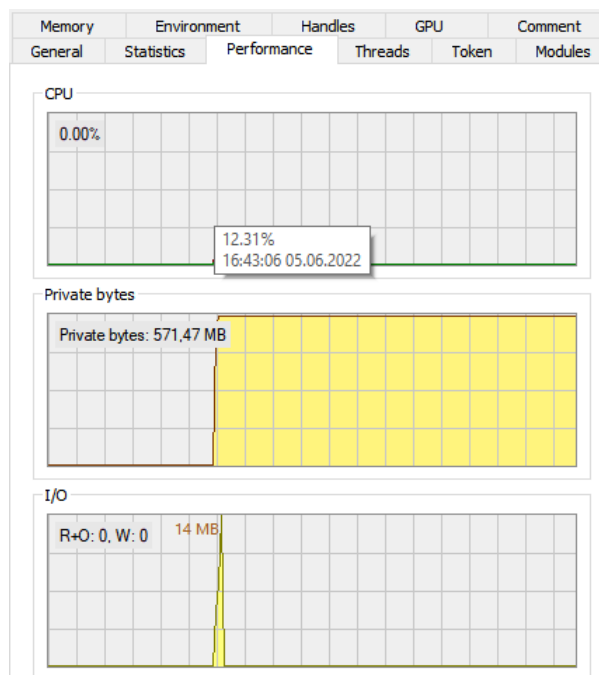 Memory Environment Handles GPU Comment
General Statistics Performance Threads Token Modules
CPU
0.00%
12.31%
16:43:06 05.06.2022
Private bytes
Private bytes: 571,47 MB
I/O
R+O: 0, W: 0 14 MB